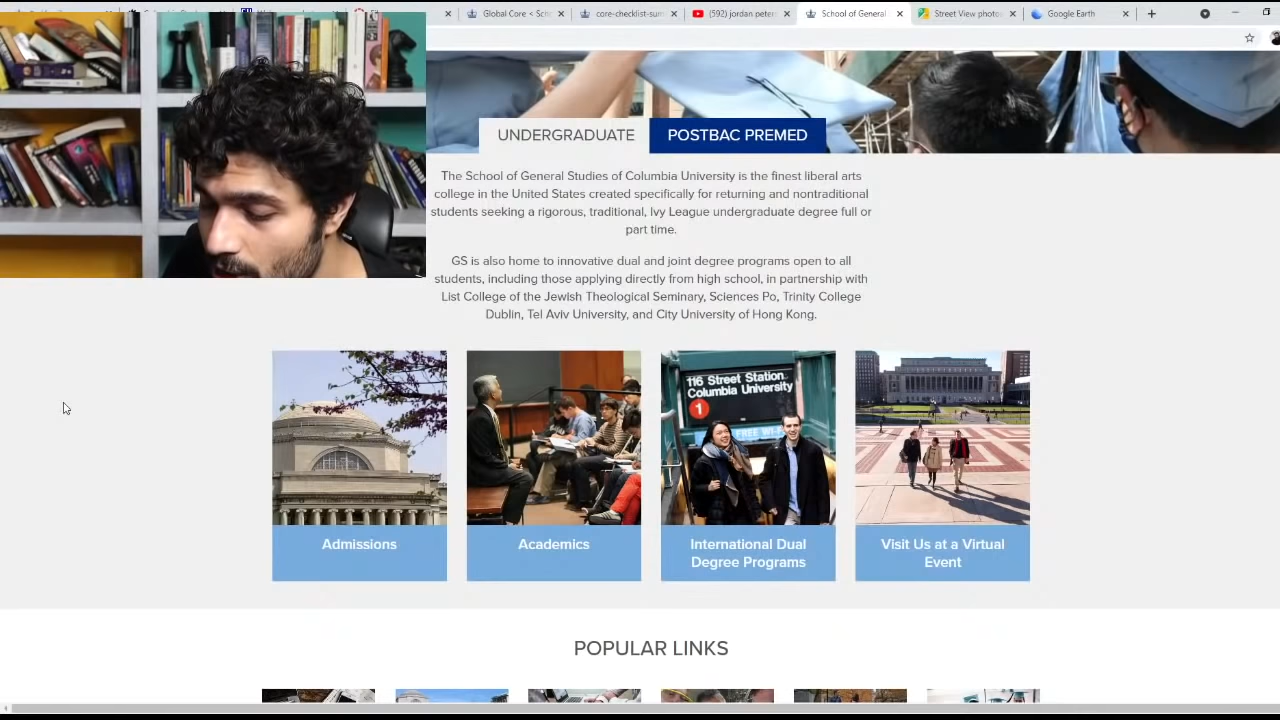 Global Core < Scho
core-checklist-sum
(592) jordan peter
School of General
Street View photos
Google Earth
UNDERGRADUATE
POSTBAC PREMED
The School of General Studies of Columbia University is the finest liberal arts
college in the United States created specifically for returning and nontraditional
students seeking a rigorous, traditional, Ivy League undergraduate degree full or
part time.
GS is also home to innovative dual and joint degree programs open to all
students, including those applying directly from high school, in partnership with
List College of the Jewish Theological Seminary, Sciences Po, Trinity College
Dublin, Tel Aviv University, and City University of Hong Kong.
116 Street Station
Columbia University
1
FREE WI-F
Admissions
Academics
International Dual
Degree Programs
Visit Us at a Virtual
Event
POPULAR LINKS